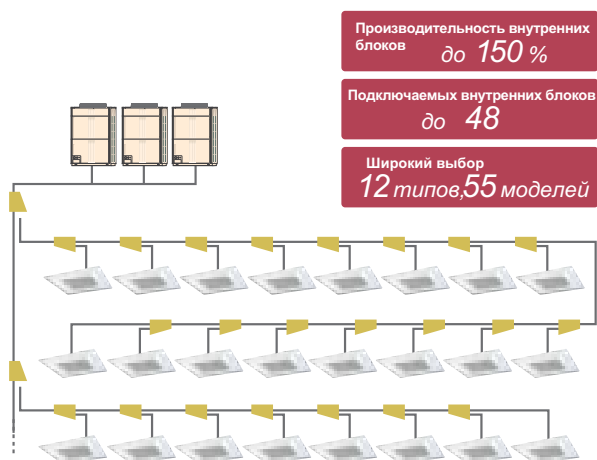 Производительность внутренних
блоков до 150 %
Подключаемых внутренних блоков
до 48
Широкий выбор
12 типов,55 моделей